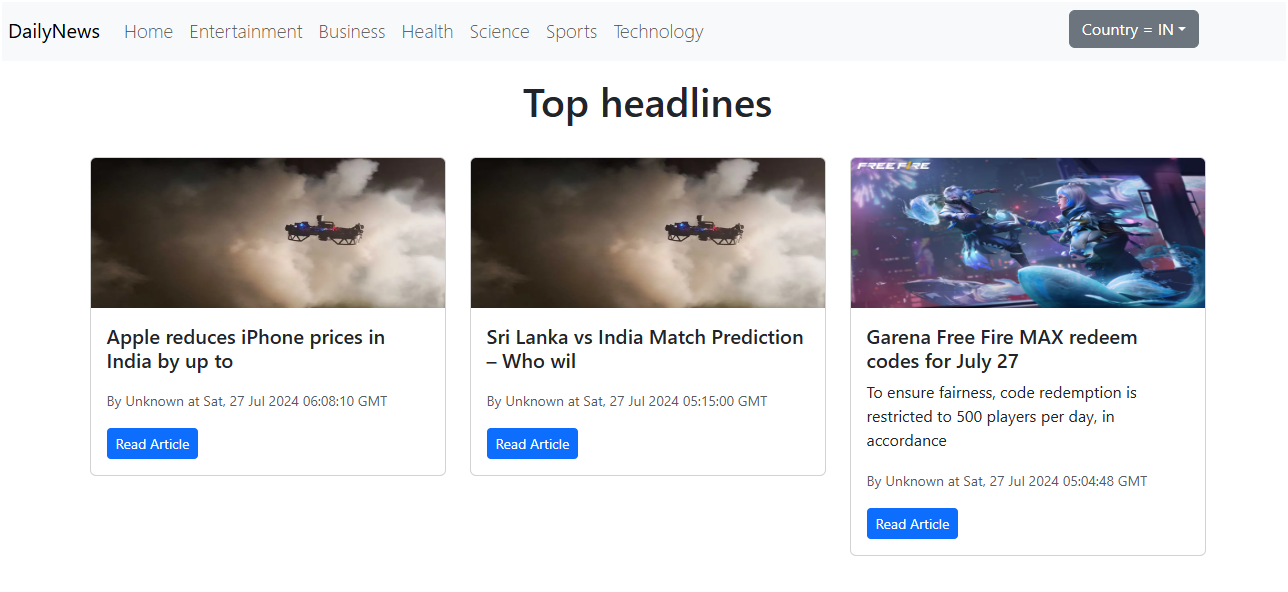 DailyNews Home Entertainment Business Health Science Sports Technology Country = IN
Top headlines
FREE FIRE
Apple reduces iPhone prices in
India by up to
By Unknown at Sat, 27 Jul 2024 06:08:10 GMT
Read Article
Sri Lanka vs India Match Prediction
– Who wil
By Unknown at Sat, 27 Jul 2024 05:15:00 GMT
Read Article
Garena Free Fire MAX redeem
codes for July 27
To ensure fairness, code redemption is
restricted to 500 players per day, in
accordance
By Unknown at Sat, 27 Jul 2024 05:04:48 GMT
Read Article